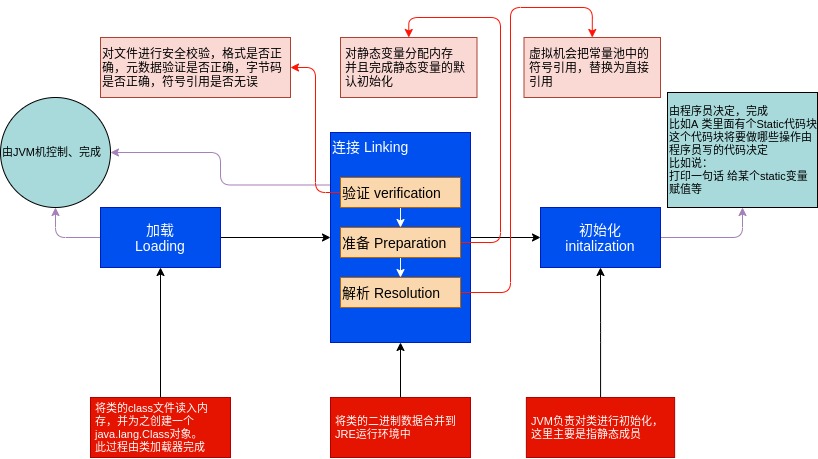 对文件进行安全校验，格式是否正
确，元数据验证是否正确，字节码
是否正确，符号引用是否无误
对静态变量分配内存
并且完成静态变量的默
认初始化
虚拟机会把常量池中的
符号引用，替换为直接
引用
由程序员决定，完成
比如A 类里面有个Static代码块
这个代码块将要做哪些操作由
程序员写的代码决定
比如说：
打印一句话 给某个static变量
赋值等
由JVM机控制、完成
连接 Linking
验证 verification
准备 Preparation
解析 Resolution
加载
Loading
初始化
initalization
将类的class文件读入内
存，并为之创建一个
java.lang.Class对象。
此过程由类加载器完成
将类的二进制数据合并到
JRE运行环境中
JVM负责对类进行初始化，
这里主要是指静态成员